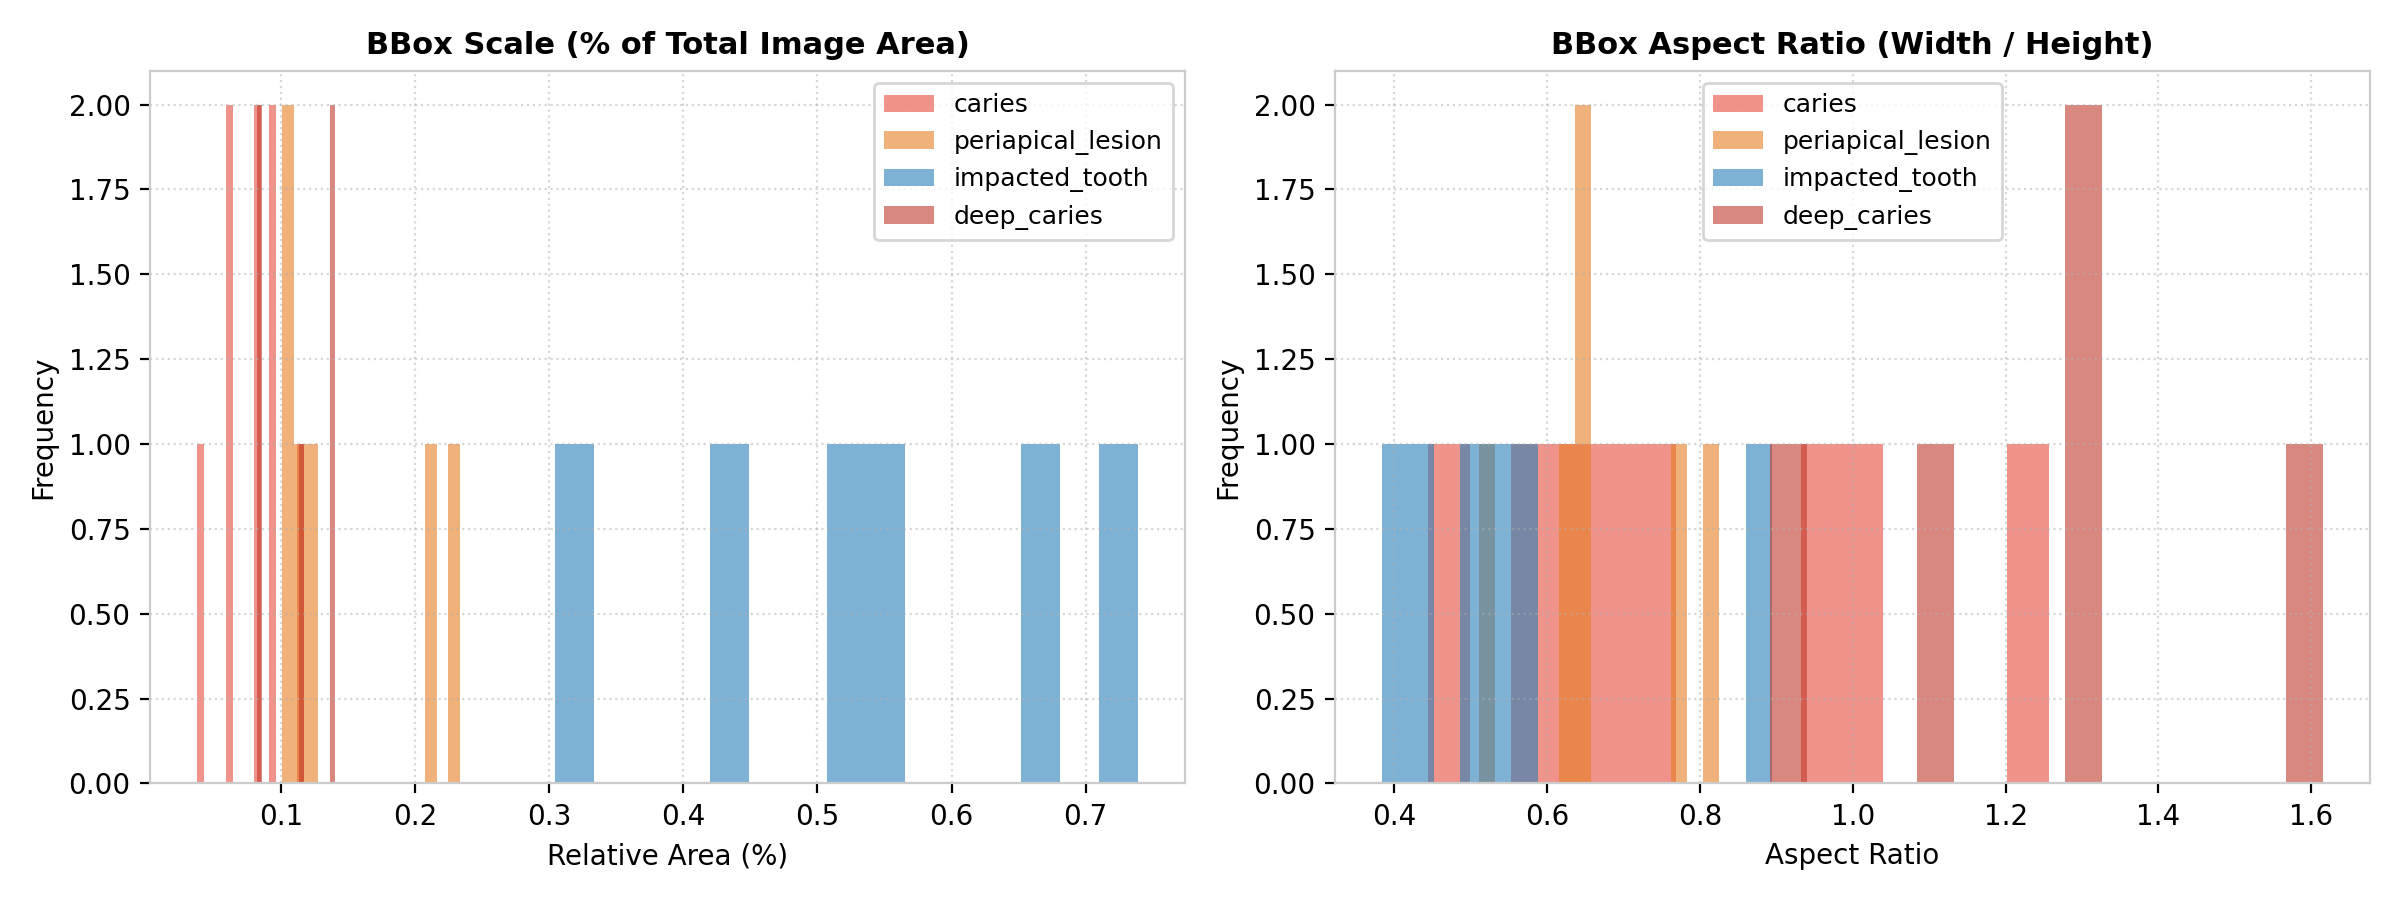 BBox Scale (% of Total Image Area)
2.00
1.75
1.50
1.25
1.00
0.75
0.50
0.25
0.00
Frequency
0.1 0.2 0.3 0.4 0.5 0.6 0.7
Relative Area (%)
caries
periapical_lesion
impacted_tooth
deep_caries
BBox Aspect Ratio (Width / Height)
2.00
1.75
1.50
1.25
1.00
0.75
0.50
0.25
0.00
Frequency
0.4 0.6 0.8 1.0 1.2 1.4 1.6
Aspect Ratio
caries
periapical_lesion
impacted_tooth
deep_caries